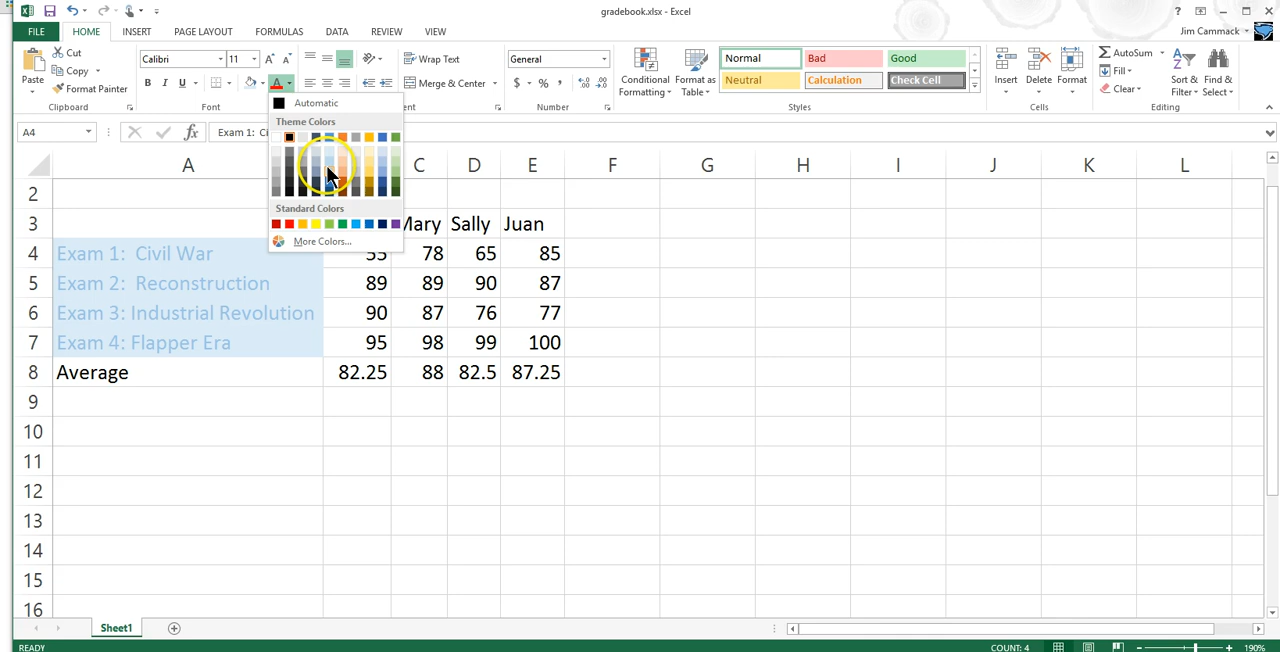 gradebook.xlsx - Excel
?
FILE HOME INSERT PAGE LAYOUT FORMULAS DATA REVIEW VIEW Jim Cammack
Paste
Cut
Copy
Format Painter
Clipboard
Calibri 11
B I U A
Font
Wrap Text
Merge & Center
General
$ % ,
Number
Conditional Formatting
Format as Table
Normal Bad Good
Neutral Calculation Check Cell
Styles
Insert Delete Format
Cells
AutoSum
Fill
Clear
Sort & Filter
Find & Select
Editing
Automatic
Theme Colors
Standard Colors
More Colors...
A4 fx
A C D E F G H I J K L
2
3 Mary Sally Juan
4 Exam 1: Civil War 55 78 65 85
5 Exam 2: Reconstruction 89 89 90 87
6 Exam 3: Industrial Revolution 90 87 76 77
7 Exam 4: Flapper Era 95 98 99 100
8 Average 82.25 88 82.5 87.25
9
10
11
12
13
14
15
16
Sheet1
READY COUNT: 4 190%